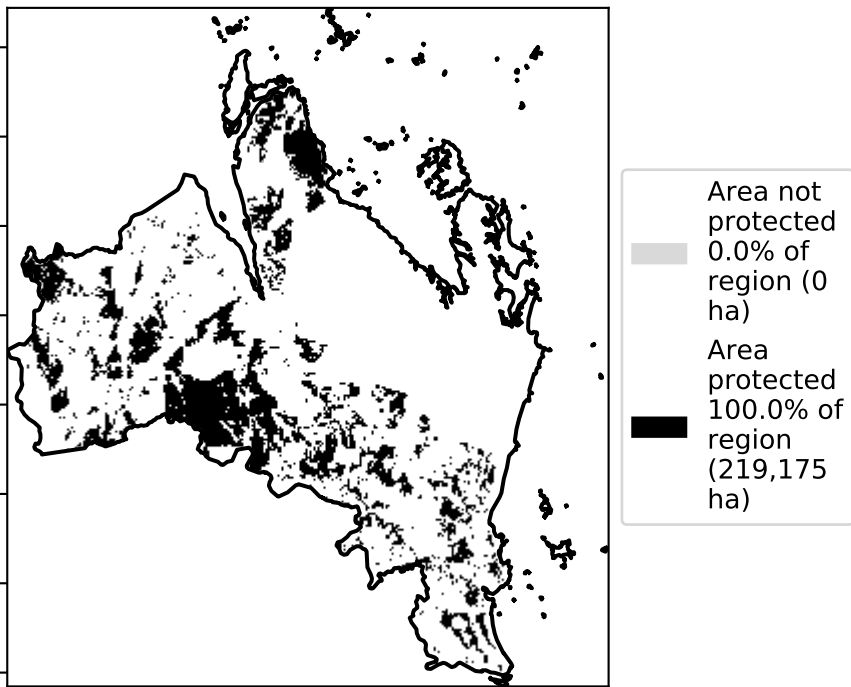 Area not
protected
0.0% of
region (0
ha)
Area
protected
100.0% of
region
(219,175
ha)